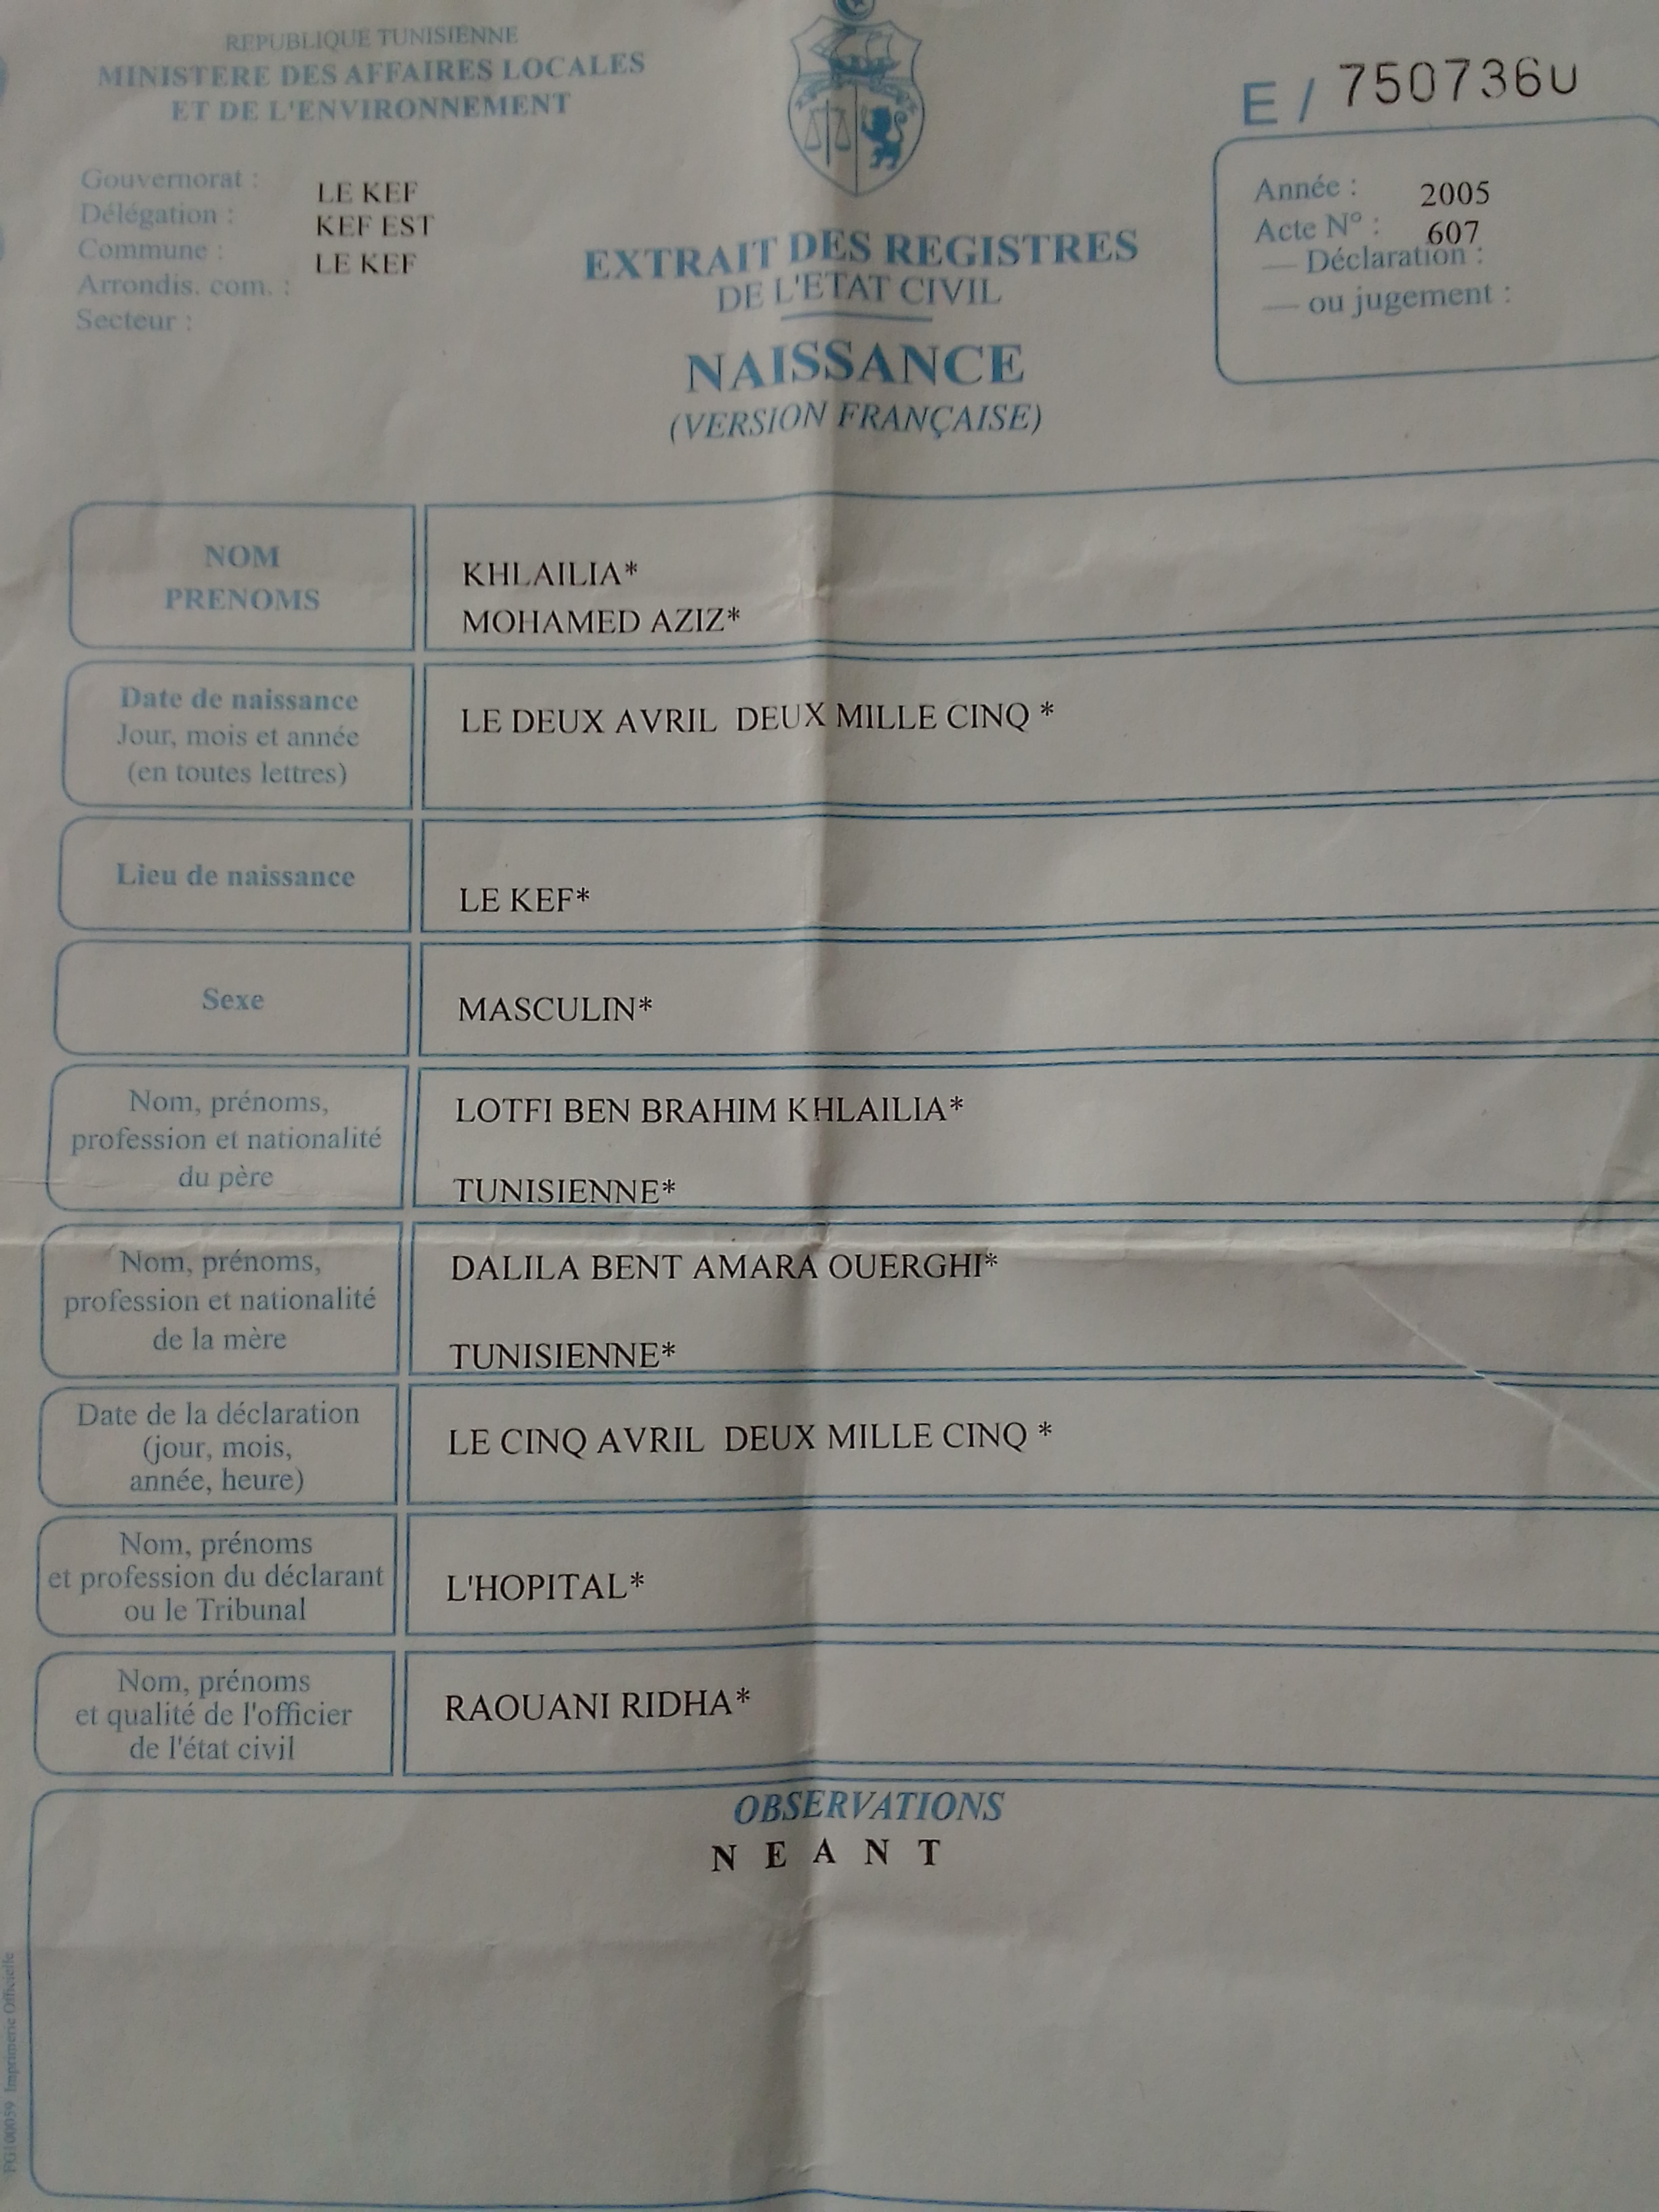 REPUBLIQUE TUNISIENNE
MINISTERE DES AFFAIRES LOCALES
ET DE L'ENVIRONNEMENT
E / 7507360
Gouvernorat : LE KEF
Délégation : KEF EST
Commune : LE KEF
Arrondis. com. :
Secteur :
Année : 2005
Acte N° : 607
— Déclaration :
— ou jugement :
EXTRAIT DES REGISTRES
DE L'ETAT CIVIL
NAISSANCE
(VERSION FRANÇAISE)
NOM
PRENOMS
KHLAILIA*
MOHAMED AZIZ*
Date de naissance
Jour, mois et année
(en toutes lettres)
LE DEUX AVRIL DEUX MILLE CINQ *
Lieu de naissance
LE KEF*
Sexe
MASCULIN*
Nom, prénoms,
profession et nationalité
du père
LOTFI BEN BRAHIM KHLAILIA*
TUNISIENNE*
Nom, prénoms,
profession et nationalité
de la mère
DALILA BENT AMARA OUERGHI*
TUNISIENNE*
Date de la déclaration
(jour, mois,
année, heure)
LE CINQ AVRIL DEUX MILLE CINQ *
Nom, prénoms
et profession du déclarant
ou le Tribunal
L'HOPITAL*
Nom, prénoms
et qualité de l'officier
de l'état civil
RAOUANI RIDHA*
OBSERVATIONS
N E A N T
FG100059 Imprimerie Officielle